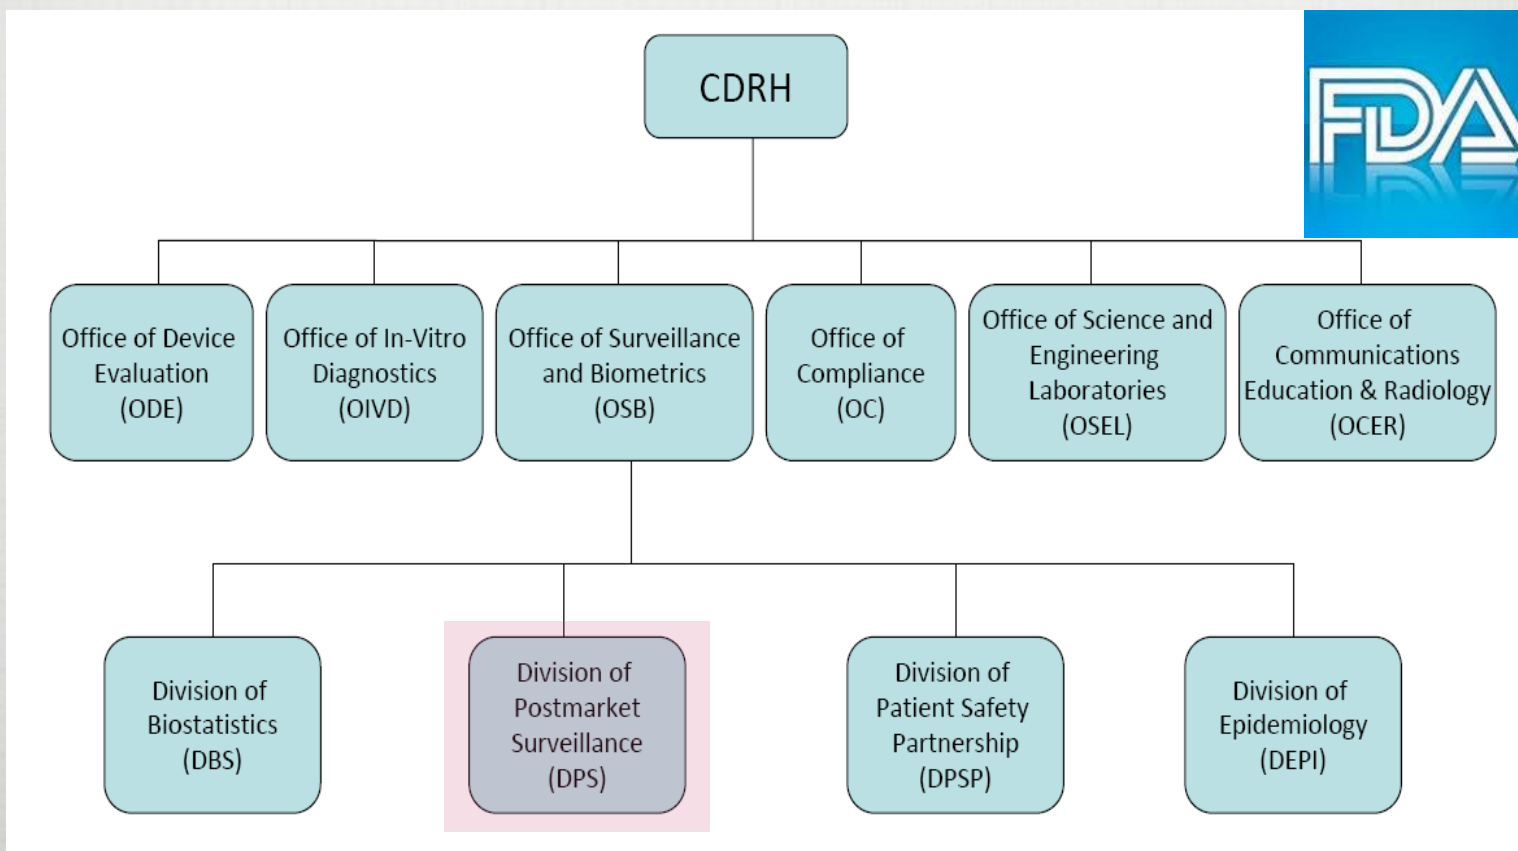 CDRH
FDA
Office of Device
Evaluation
(ODE)
Office of In-Vitro
Diagnostics
(OIVD)
Office of Surveillance
and Biometrics
(OSB)
Office of
Compliance
(OC)
Office of Science and
Engineering
Laboratories
(OSEL)
Office of
Communications
Education & Radiology
(OCER)
Division of
Biostatistics
(DBS)
Division of
Postmarket
Surveillance
(DPS)
Division of
Patient Safety
Partnership
(DPSP)
Division of
Epidemiology
(DEPI)